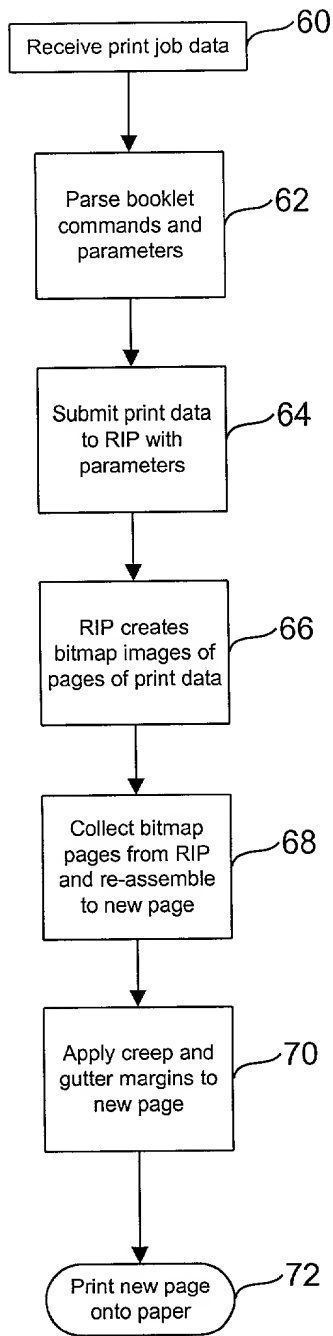 Receive print job data
60
Parse booklet
commands and
parameters
62
Submit print data
to RIP with
parameters
64
RIP creates
bitmap images of
pages of print data
66
Collect bitmap
pages from RIP
and re-assemble
to new page
68
Apply creep and
gutter margins to
new page
70
Print new page
onto paper
72